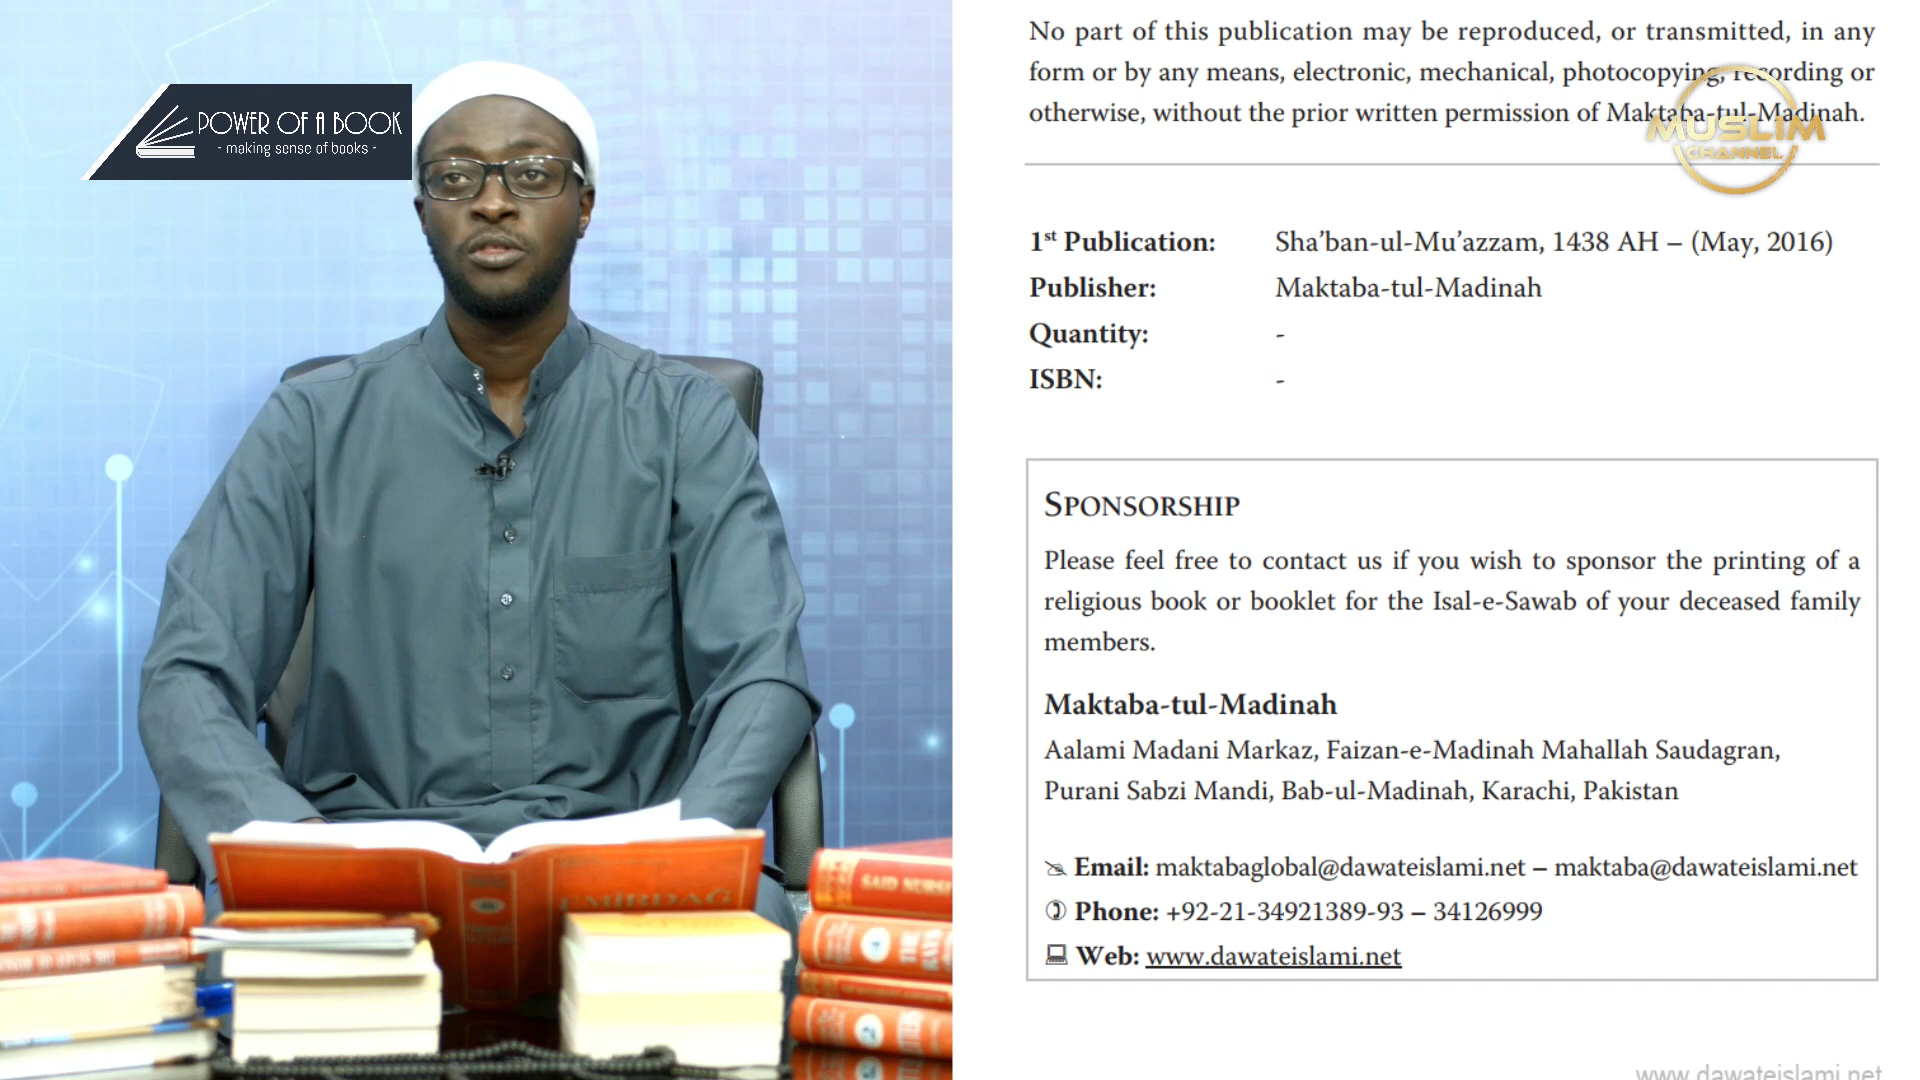 POWER OF A BOOK
- making sense of books -
No part of this publication may be reproduced, or transmitted, in any
form or by any means, electronic, mechanical, photocopying, recording or
otherwise, without the prior written permission of Maktaba-tul-Madinah.
MUSLIM
CHANNEL
1st Publication: Sha’ban-ul-Mu’azzam, 1438 AH – (May, 2016)
Publisher: Maktaba-tul-Madinah
Quantity: -
ISBN: -
SPONSORSHIP
Please feel free to contact us if you wish to sponsor the printing of a
religious book or booklet for the Isal-e-Sawab of your deceased family
members.
Maktaba-tul-Madinah
Aalami Madani Markaz, Faizan-e-Madinah Mahallah Saudagran,
Purani Sabzi Mandi, Bab-ul-Madinah, Karachi, Pakistan
Email: maktabaglobal@dawateislami.net – maktaba@dawateislami.net
Phone: +92-21-34921389-93 – 34126999
Web: www.dawateislami.net
www.dawateislami.net
EMİRDAĞ
SAID NURSI
THE
RAYS